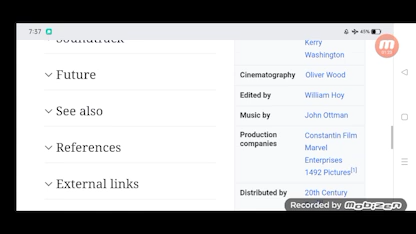 7:37
45%
Soundtrack
Future
See also
References
External links
Kerry
Washington
Cinematography Oliver Wood
Edited by William Hoy
Music by John Ottman
Production companies Constantin Film
Marvel
Enterprises
1492 Pictures[1]
Distributed by 20th Century
Recorded by mobizen